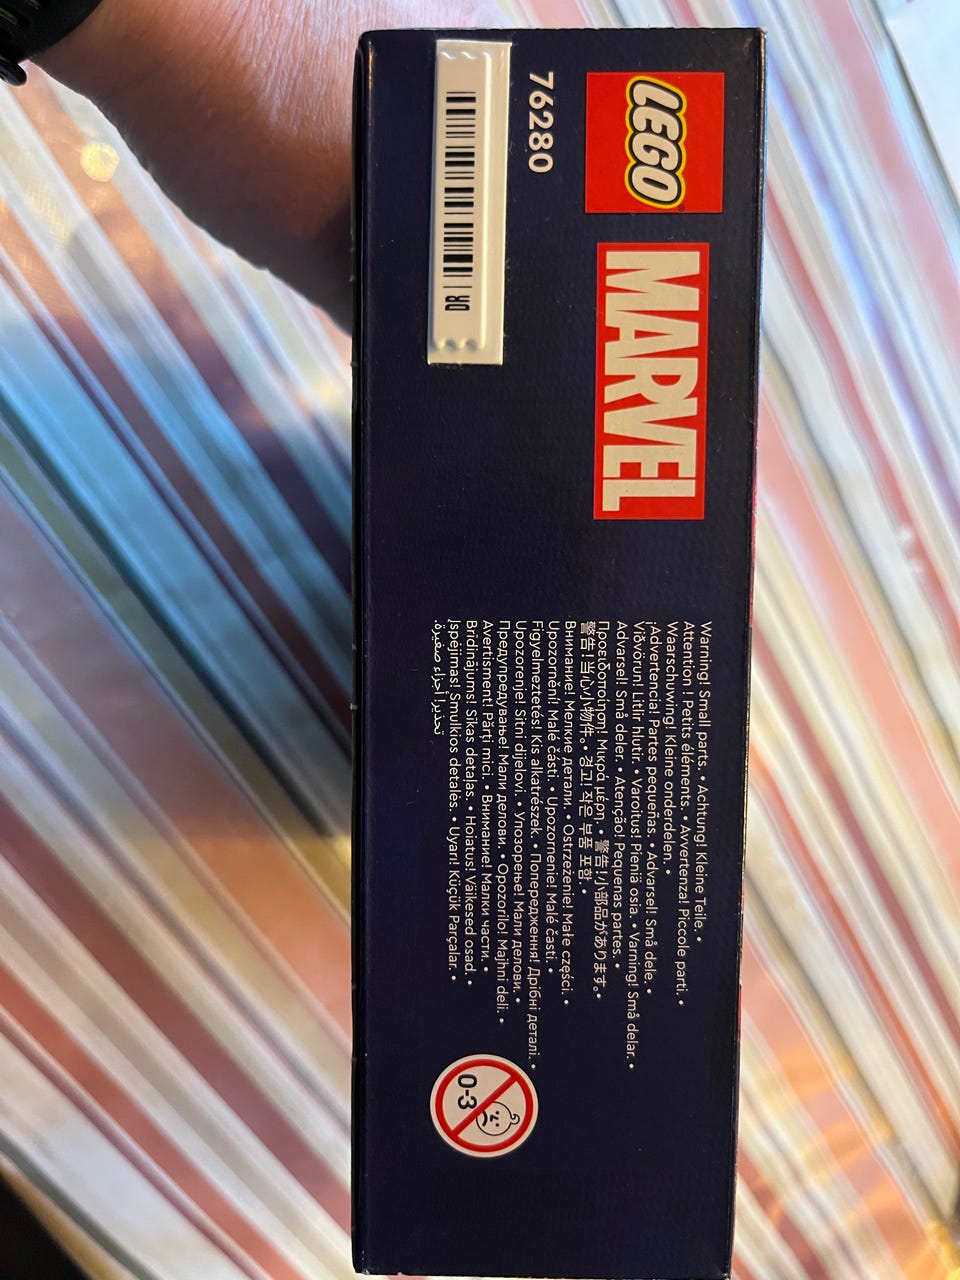 LEGO®
MARVEL
76280
DR
Warning! Small parts. • Achtung! Kleine Teile. •
Attention ! Petits éléments. • Avvertenza! Piccole parti. •
Waarschuwing! Kleine onderdelen. •
¡Advertencia! Partes pequeñas. • Advarsel! Små dele. •
Viðvörun! Litlir hlutir. • Varoitus! Pieniä osia. • Varning! Små delar. •
Advarsel! Små deler. • Atenção! Pequenas partes. •
Προειδοποίηση! Μικρά μέρη. • 警告!小部品があります。•
警告!当心小物件。• 경고! 작은 부품 포함. •
Внимание! Мелкие детали. • Ostrzeżenie! Małe części. •
Upozornění! Malé části. • Upozornenie! Malé časti. •
Figyelmeztetés! Kis alkatrészek. • Попередження! Дрібні деталі. •
Upozorenje! Sitni dijelovi. • Упозорење! Мали делови. •
Предупредување! Мали делови. • Opozorilo! Majhni deli. •
Avertisment! Părți mici. • Внимание! Малки части. •
Brīdinājums! Sīkas detaļas. • Hoiatus! Väikesed osad. •
Įspėjimas! Smulkios detalės. • Uyarı! Küçük Parçalar. •
تحذير! أجزاء صغيرة.
0-3